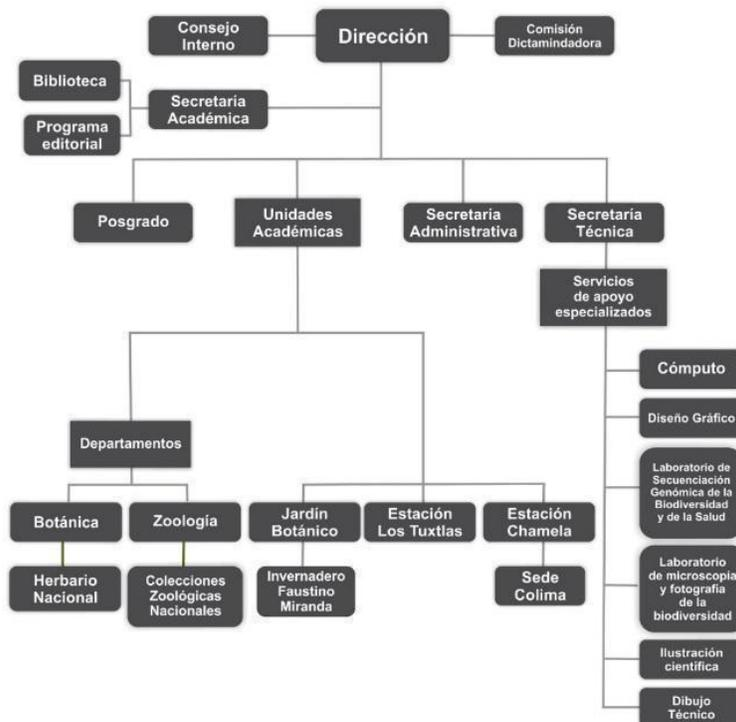 Consejo
Interno
Dirección
Comisión
Dictamindadora
Biblioteca
Secretaria
Académica
Programa
editorial
Posgrado
Unidades
Académicas
Secretaria
Administrativa
Secretaría
Técnica
Servicios
de apoyo
especializados
Cómputo
Departamentos
Diseño Gráfico
Laboratorio de
Secuenciación
Genómica de la
Biodiversidad
y de la Salud
Botánica
Zoología
Jardín
Botánico
Estación
Los Tuxtlas
Estación
Chamela
Herbario
Nacional
Colecciones
Zoológicas
Nacionales
Invernadero
Faustino
Miranda
Sede
Colima
Laboratorio
de microscopia
y fotografía
de la
biodiversidad
Ilustración
científica
Dibujo
Técnico